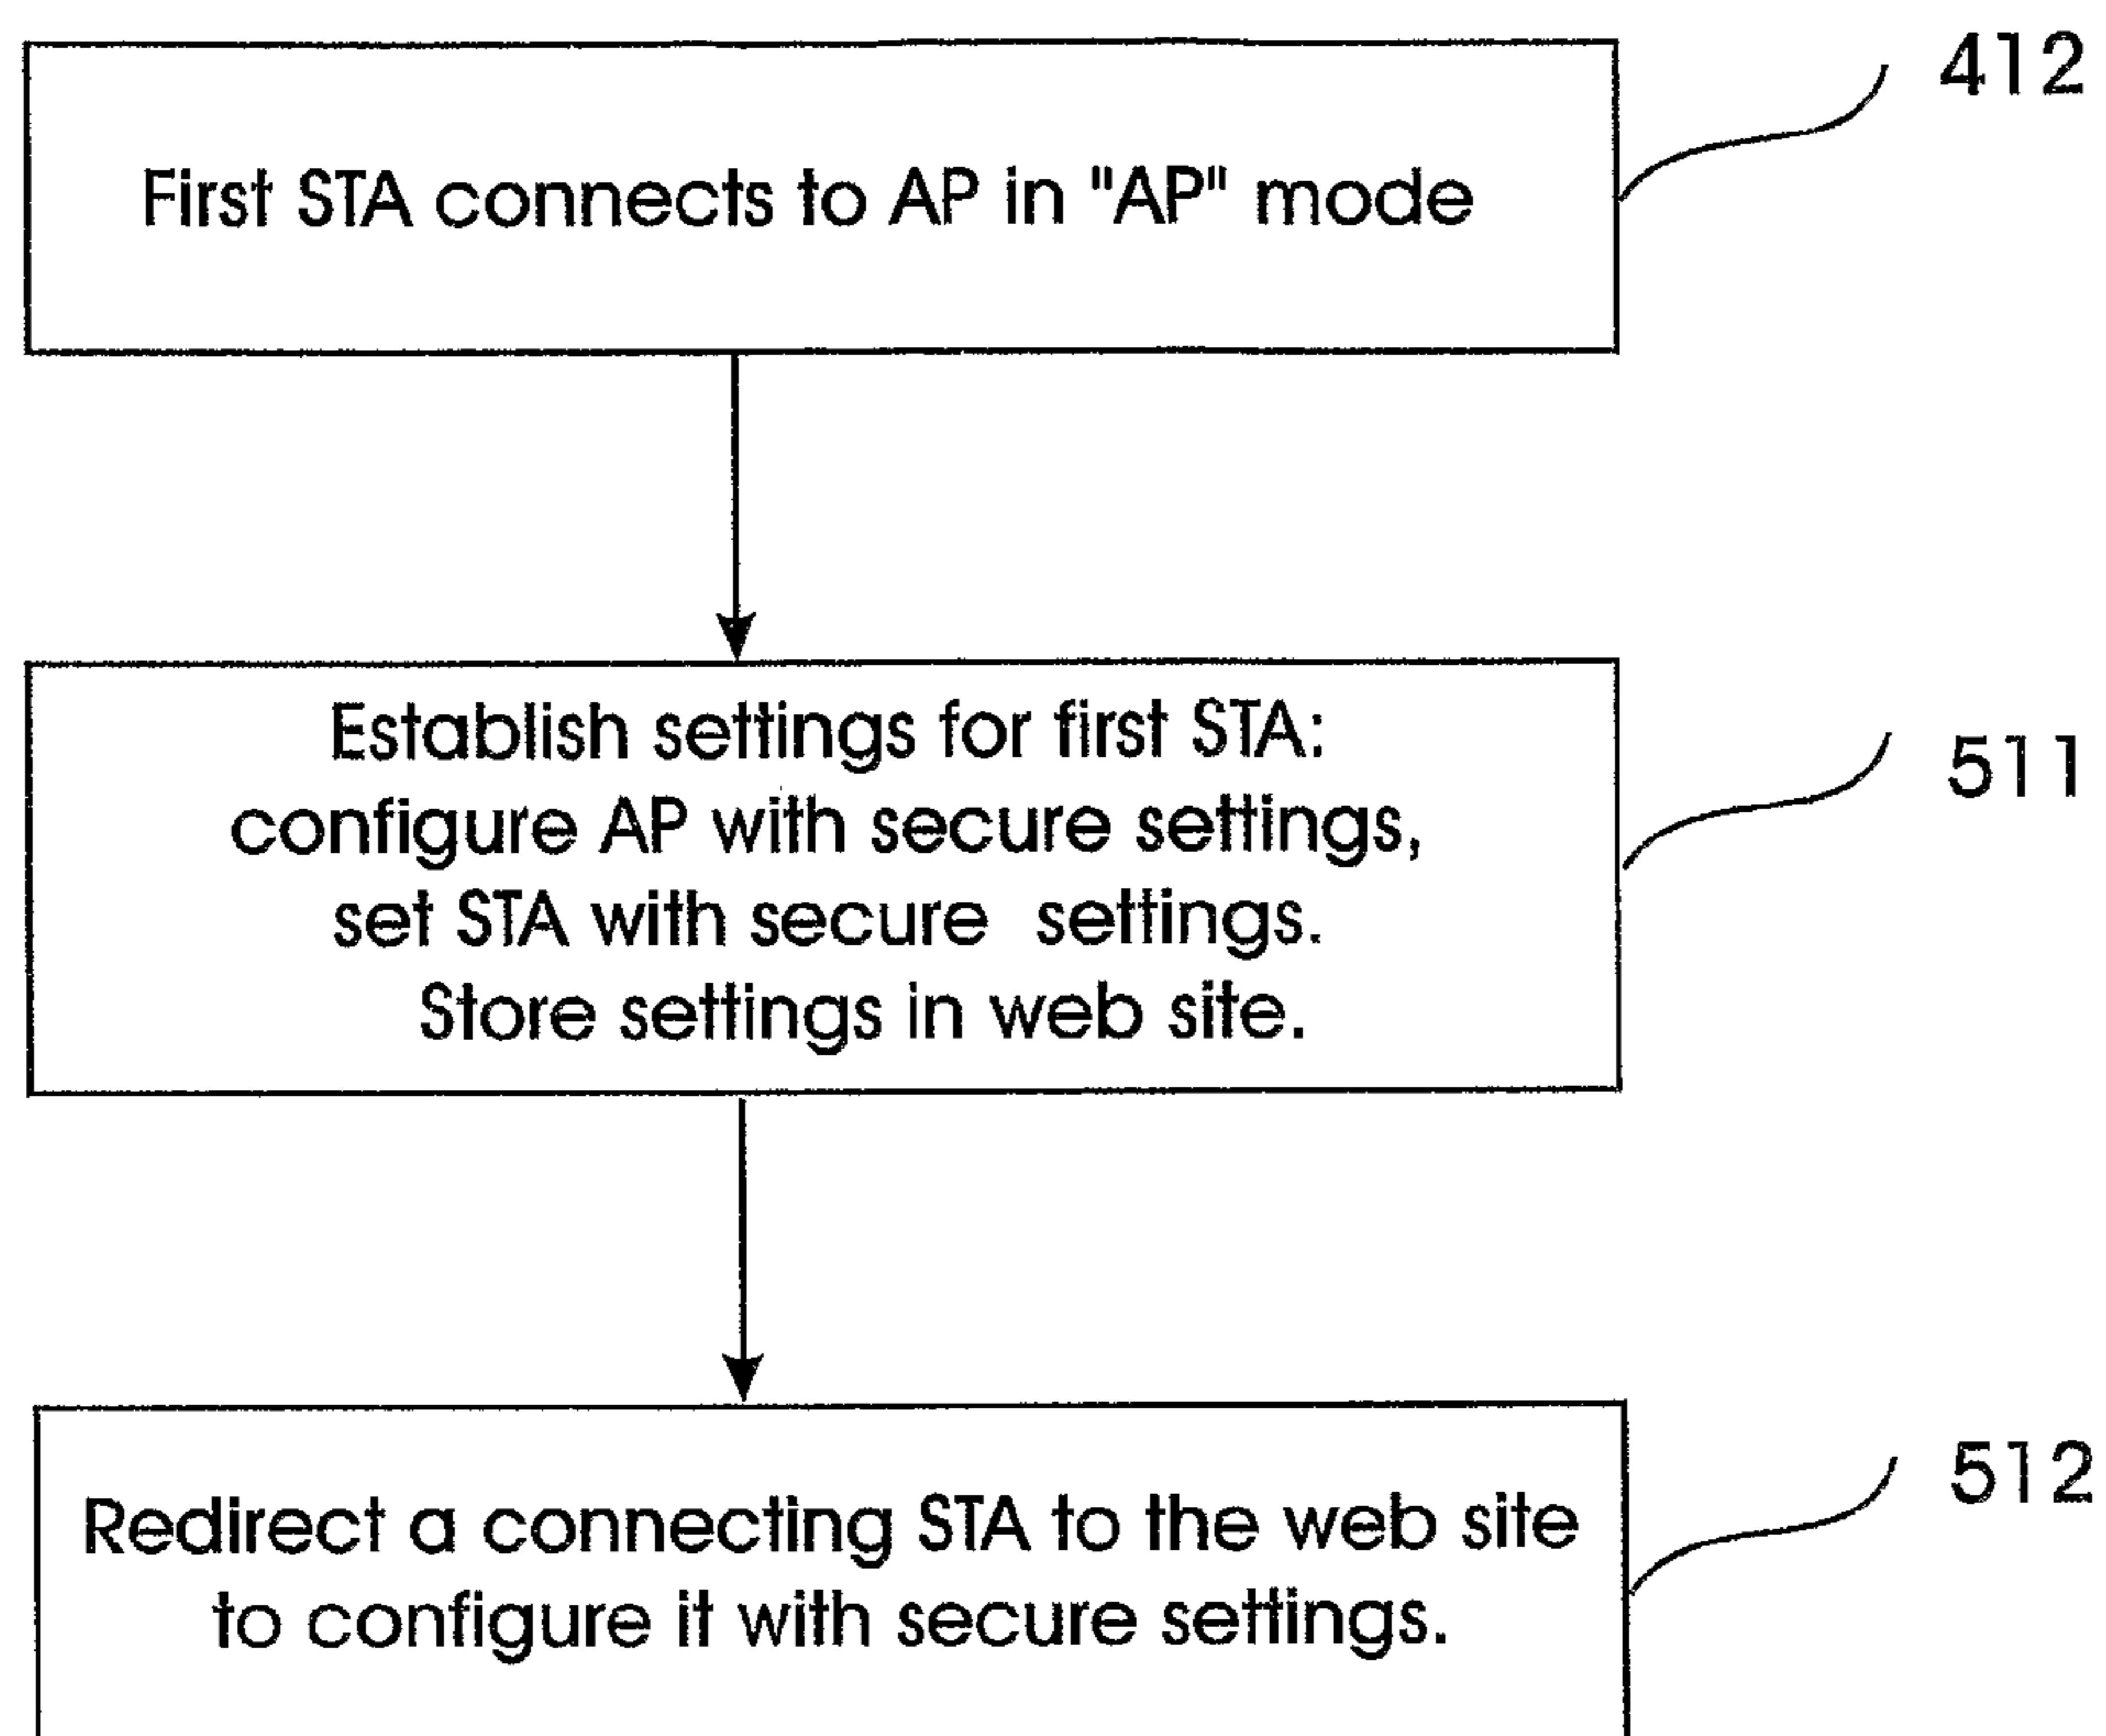 412
First STA connects to AP in "AP" mode
Establish settings for first STA:
511
configure AP with secure settings,
set STA with secure settings.
Store settings in web site.
512
Redirect a connecting STA to the web site
to configure it with secure settings.